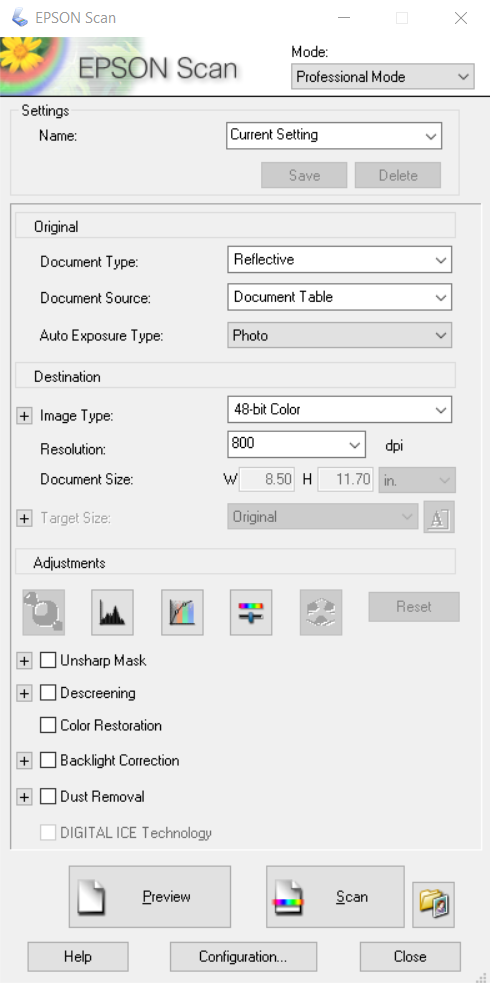 EPSON Scan
EPSON Scan
Mode:
Professional Mode
Settings
Name:
Current Setting
Save
Delete
Original
Document Type:
Reflective
Document Source:
Document Table
Auto Exposure Type:
Photo
Destination
+ Image Type:
48-bit Color
Resolution:
800
dpi
Document Size:
W 8.50 H 11.70 in.
+ Target Size:
Original
A
Adjustments
Reset
+ Unsharp Mask
+ Descreening
Color Restoration
+ Backlight Correction
+ Dust Removal
DIGITAL ICE Technology
Preview
Scan
Help
Configuration...
Close